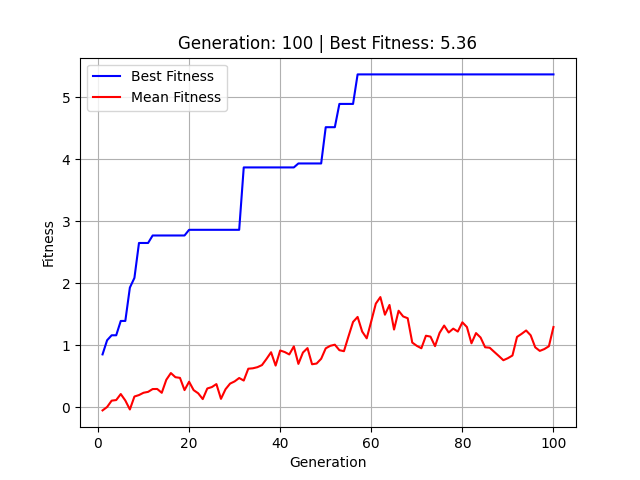 Generation: 100 | Best Fitness: 5.36
Best Fitness
Mean Fitness
5
4
3
2
1
0
Fitness
0 20 40 60 80 100
Generation